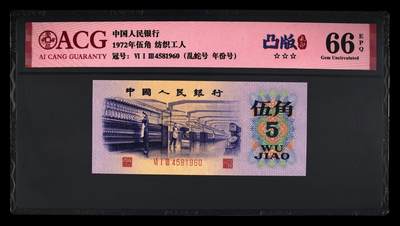 ACG
AI CANG GUARANTY
中国人民银行
1972年伍角 纺织工人
冠号：Ⅵ Ⅰ Ⅲ4581960（乱蛇号 年份号）
凸版
☆☆☆
66 EPQ
Gem Uncirculated
中國人民銀行
伍角
5
WU
JIAO
Ⅵ Ⅰ Ⅲ 4581960